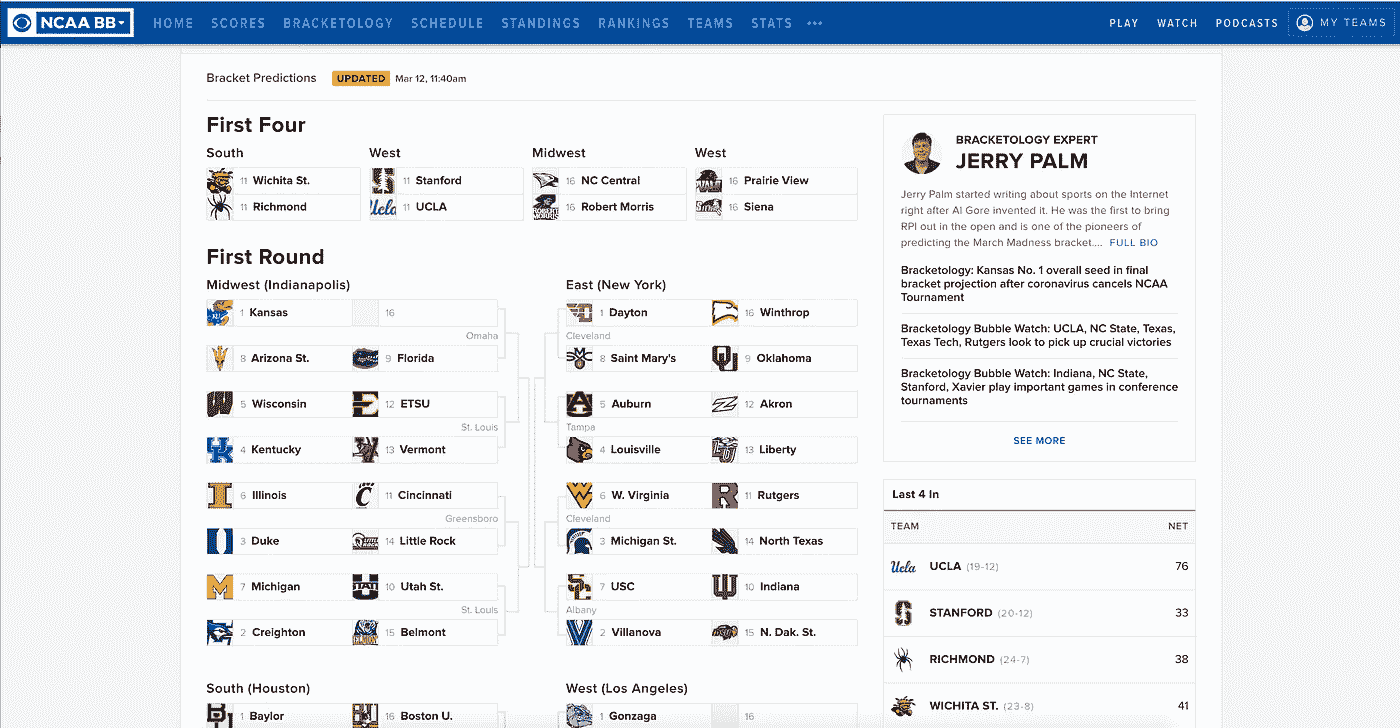 NCAA BB
HOME SCORES BRACKETOLOGY SCHEDULE STANDINGS RANKINGS TEAMS STATS •••
PLAY WATCH PODCASTS MY TEAMS
Bracket Predictions UPDATED Mar 12, 11:40am
First Four
South
11 Wichita St.
11 Richmond
West
11 Stanford
11 UCLA
Midwest
16 NC Central
16 Robert Morris
West
16 Prairie View
16 Siena
First Round
Midwest (Indianapolis)
1 Kansas 16
Omaha
8 Arizona St. 9 Florida
5 Wisconsin 12 ETSU
St. Louis
4 Kentucky 13 Vermont
6 Illinois 11 Cincinnati
Greensboro
3 Duke 14 Little Rock
7 Michigan 10 Utah St.
St. Louis
2 Creighton 15 Belmont
East (New York)
1 Dayton 16 Winthrop
Cleveland
8 Saint Mary's 9 Oklahoma
5 Auburn 12 Akron
Tampa
4 Louisville 13 Liberty
6 W. Virginia 11 Rutgers
Cleveland
3 Michigan St. 14 North Texas
7 USC 10 Indiana
Albany
2 Villanova 15 N. Dak. St.
South (Houston)
1 Baylor 16 Boston U.
West (Los Angeles)
1 Gonzaga 16
BRACKETOLOGY EXPERT
JERRY PALM
Jerry Palm started writing about sports on the Internet
right after Al Gore invented it. He was the first to bring
RPI out in the open and is one of the pioneers of
predicting the March Madness bracket.... FULL BIO
Bracketology: Kansas No. 1 overall seed in final
bracket projection after coronavirus cancels NCAA
Tournament
Bracketology Bubble Watch: UCLA, NC State, Texas,
Texas Tech, Rutgers look to pick up crucial victories
Bracketology Bubble Watch: Indiana, NC State,
Stanford, Xavier play important games in conference
tournaments
SEE MORE
Last 4 In
TEAM NET
Ucla UCLA (19-12) 76
STANFORD (20-12) 33
RICHMOND (24-7) 38
WICHITA ST. (23-8) 41